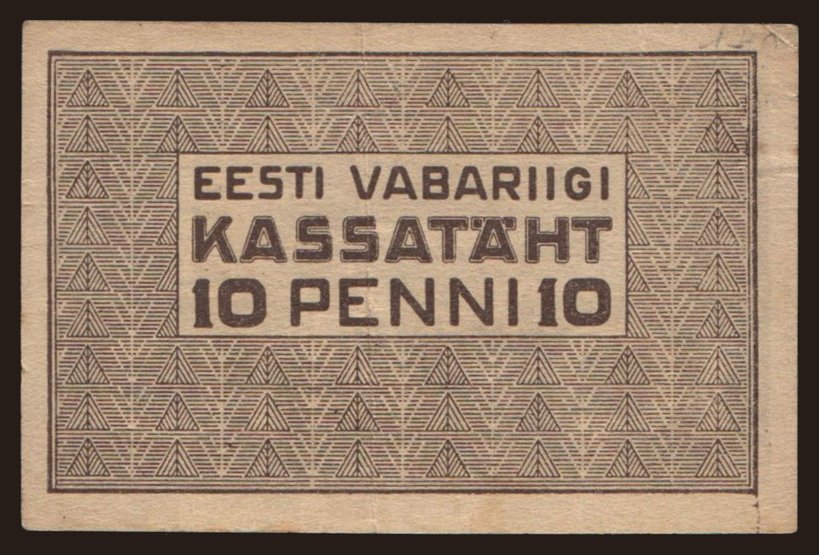 EESTI VABARIIGI
KASSATÄHT
10 PENNI 10